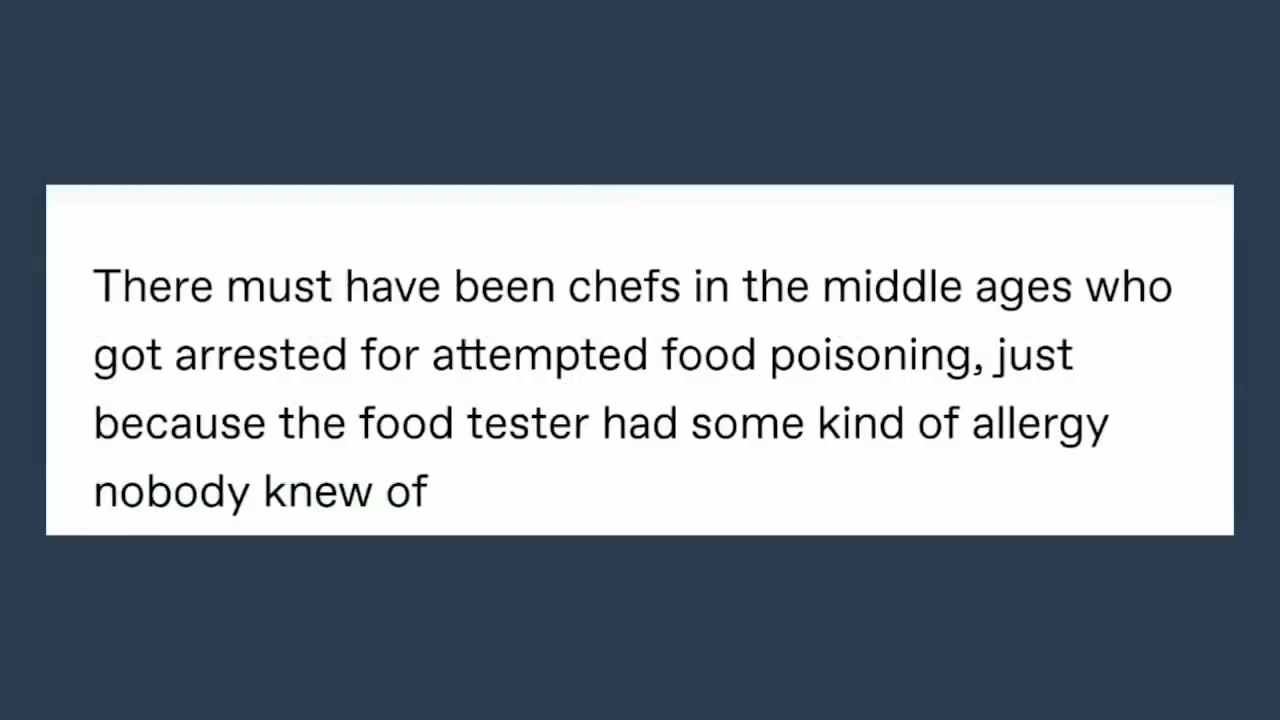 There must have been chefs in the middle ages who
got arrested for attempted food poisoning, just
because the food tester had some kind of allergy
nobody knew of